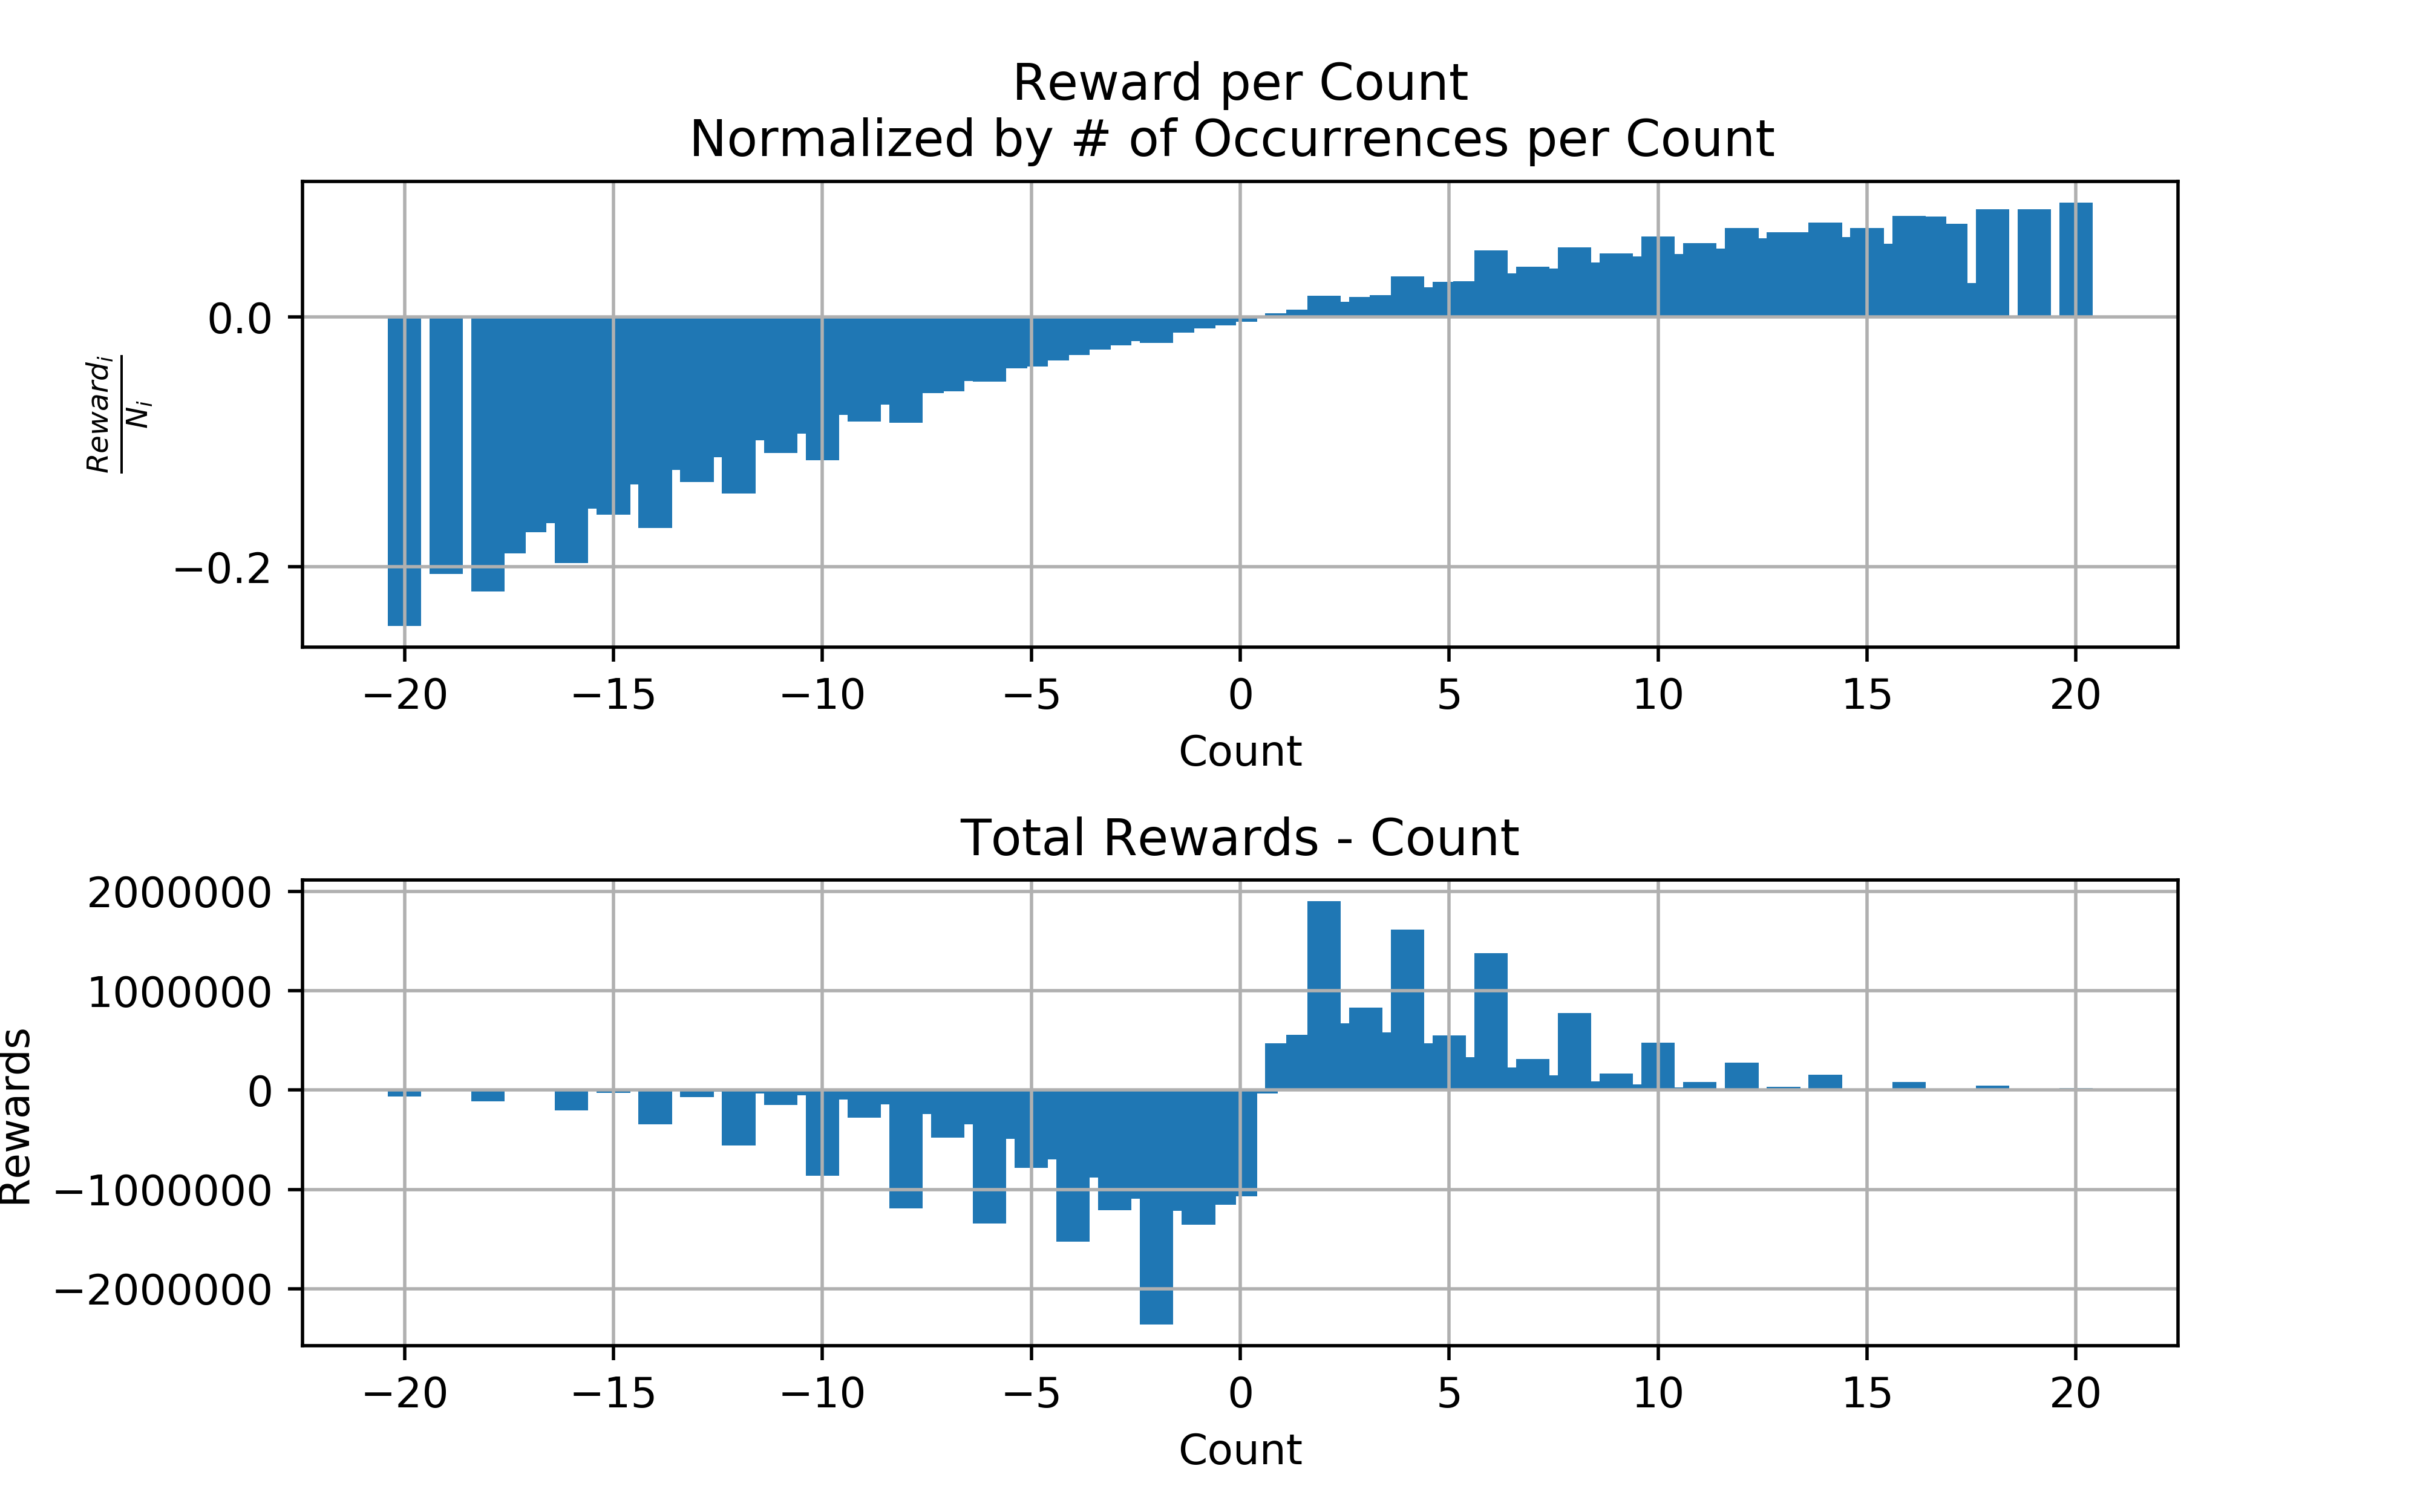 Reward per Count
Normalized by # of Occurrences per Count
0.0
−0.2
Reward_i
N_i
−20 −15 −10 −5 0 5 10 15 20
Count
Total Rewards - Count
2000000
1000000
0
−1000000
−2000000
Rewards
−20 −15 −10 −5 0 5 10 15 20
Count